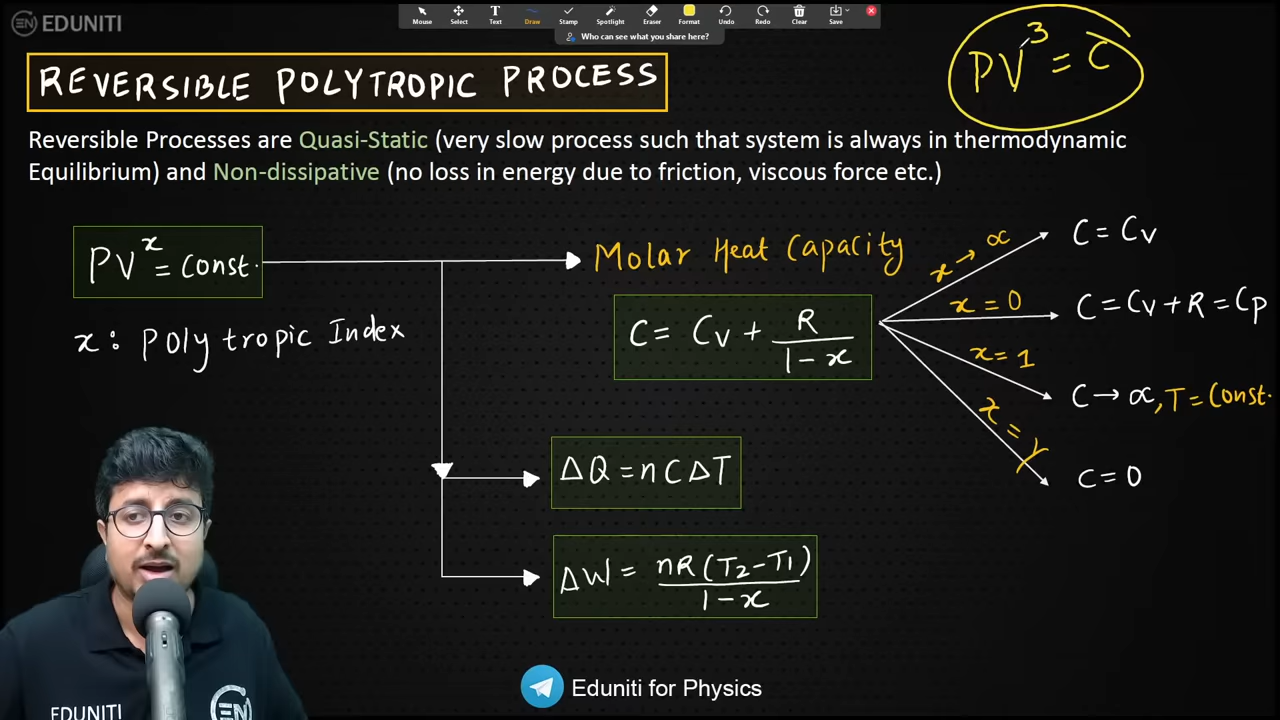 EN EDUNITI
Mouse Select Text Draw Stamp Spotlight Eraser Format Undo Redo Clear Save
Who can see what you share here?
PV³ = C
REVERSIBLE POLYTROPIC PROCESS
Reversible Processes are Quasi-Static (very slow process such that system is always in thermodynamic
Equilibrium) and Non-dissipative (no loss in energy due to friction, viscous force etc.)
PV^x = Const.
x: Polytropic Index
Molar Heat Capacity
C = Cv + R/(1-x)
x → ∝ C = Cv
x = 0 C = Cv + R = Cp
x = 1 C → ∝, T = Const.
x = γ C = 0
ΔQ = nCΔT
ΔW = nR(T2-T1)/(1-x)
Eduniti for Physics
EDUNITI EN